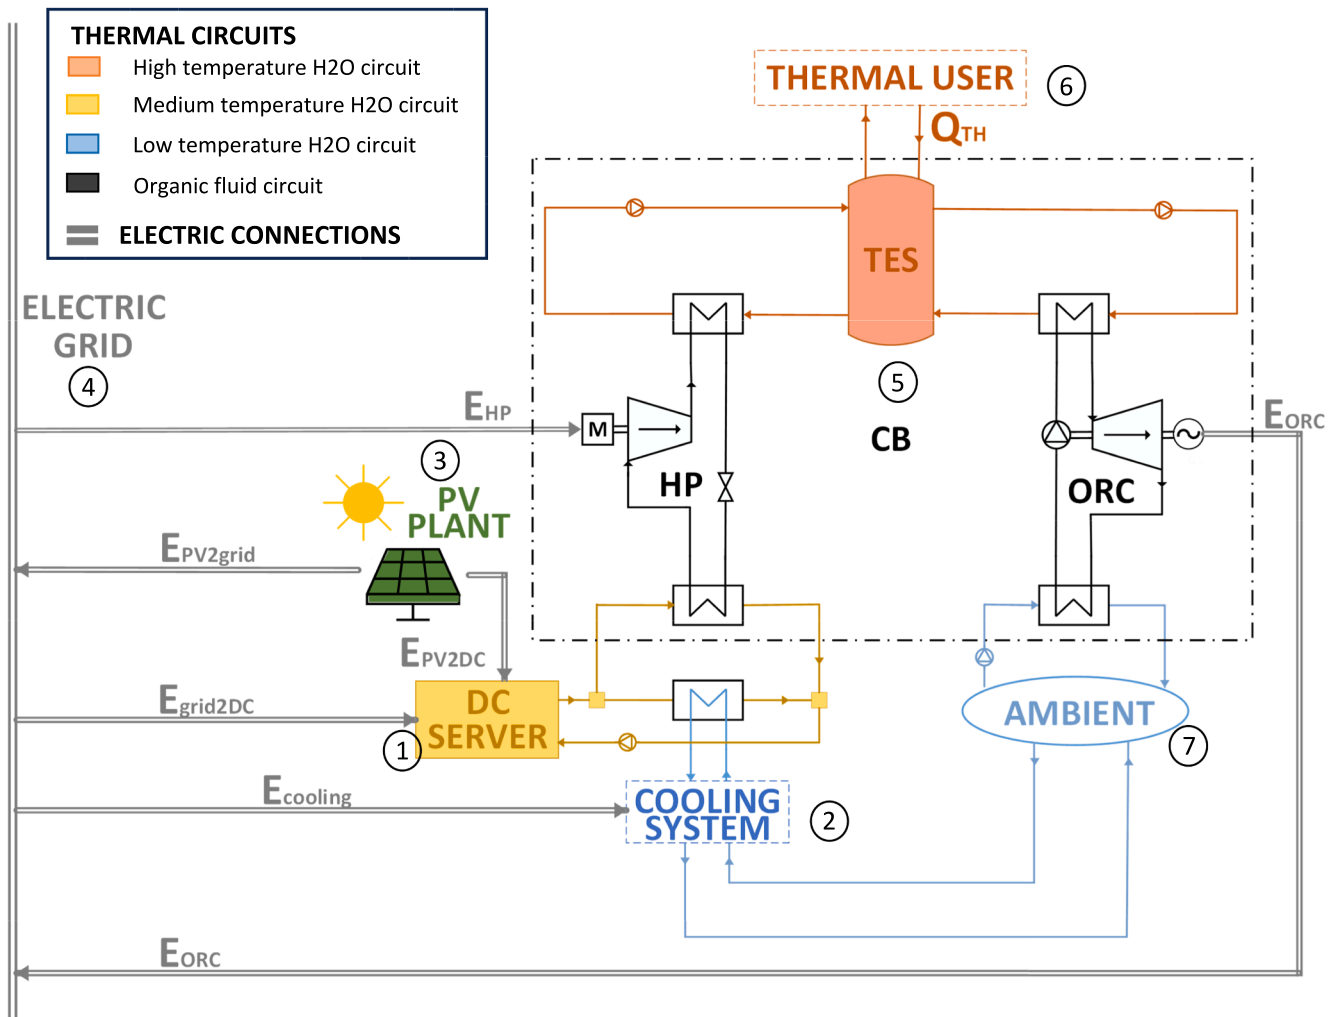 THERMAL CIRCUITS
High temperature H2O circuit
Medium temperature H2O circuit
Low temperature H2O circuit
Organic fluid circuit
ELECTRIC CONNECTIONS
THERMAL USER
6
QTH
TES
ELECTRIC
GRID
4
5
EHP
M
CB
EORC
3
PV
PLANT
HP
ORC
EPV2grid
EPV2DC
Egrid2DC
DC
SERVER
1
AMBIENT
7
Ecooling
COOLING
SYSTEM
2
EORC